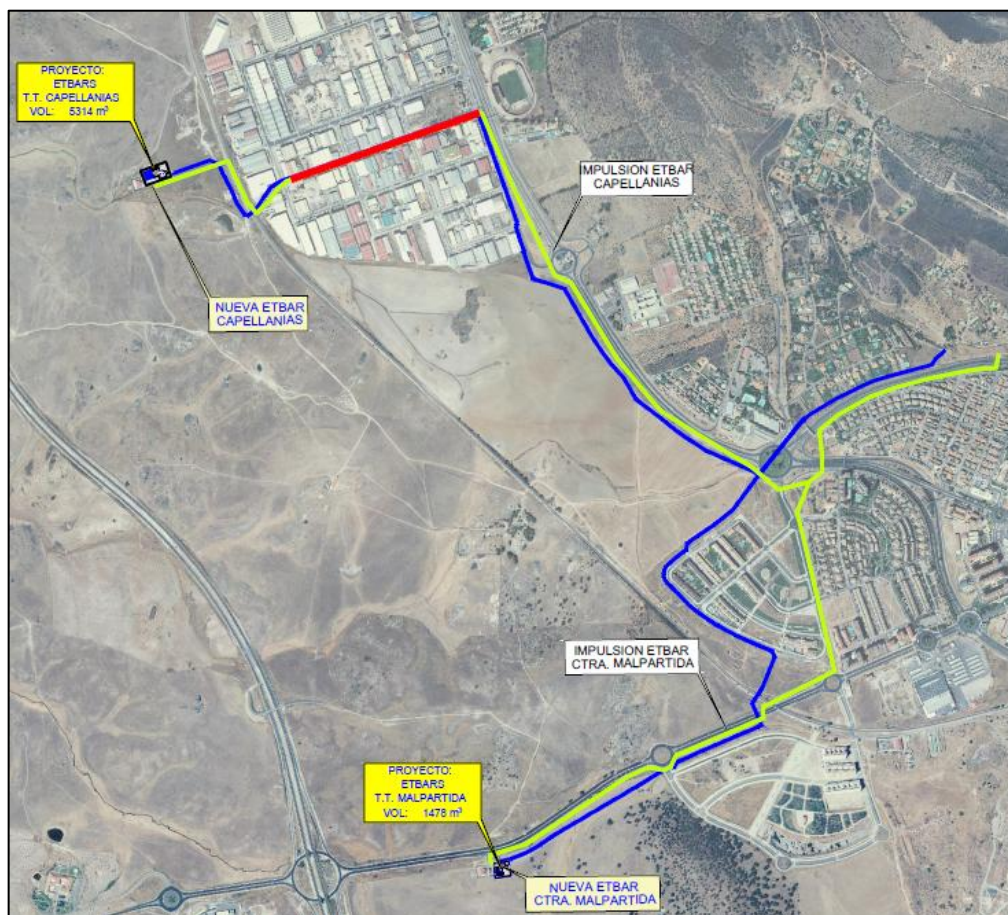 PROYECTO:
ETBARS
T.T. CAPELLANIAS
VOL: 5314 m³
IMPULSION ETBAR
CAPELLANIAS
NUEVA ETBAR
CAPELLANIAS
IMPULSION ETBAR
CTRA. MALPARTIDA
PROYECTO:
ETBARS
T.T. MALPARTIDA
VOL: 1478 m³
NUEVA ETBAR
CTRA. MALPARTIDA